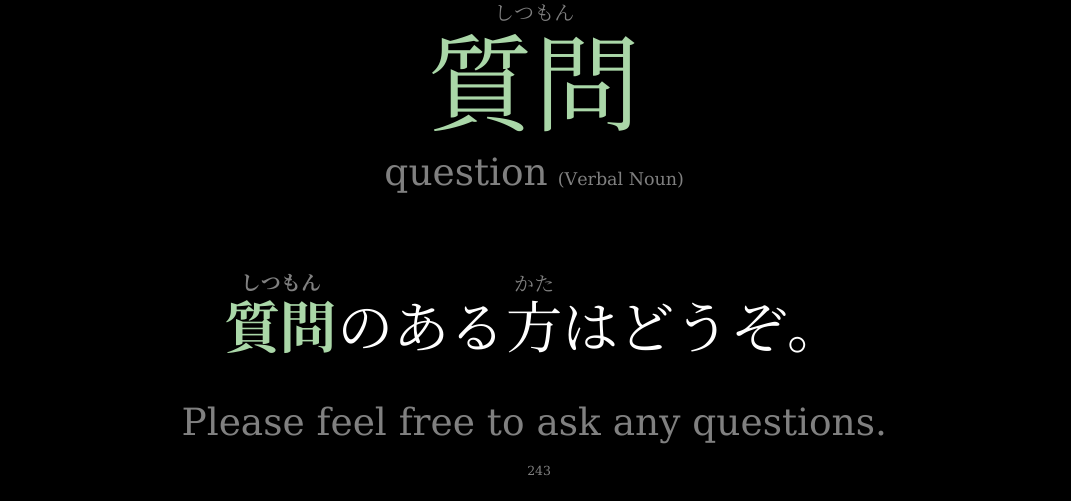 しつもん
質問
question (Verbal Noun)
しつもん かた
質問のある方はどうぞ。
Please feel free to ask any questions.
243